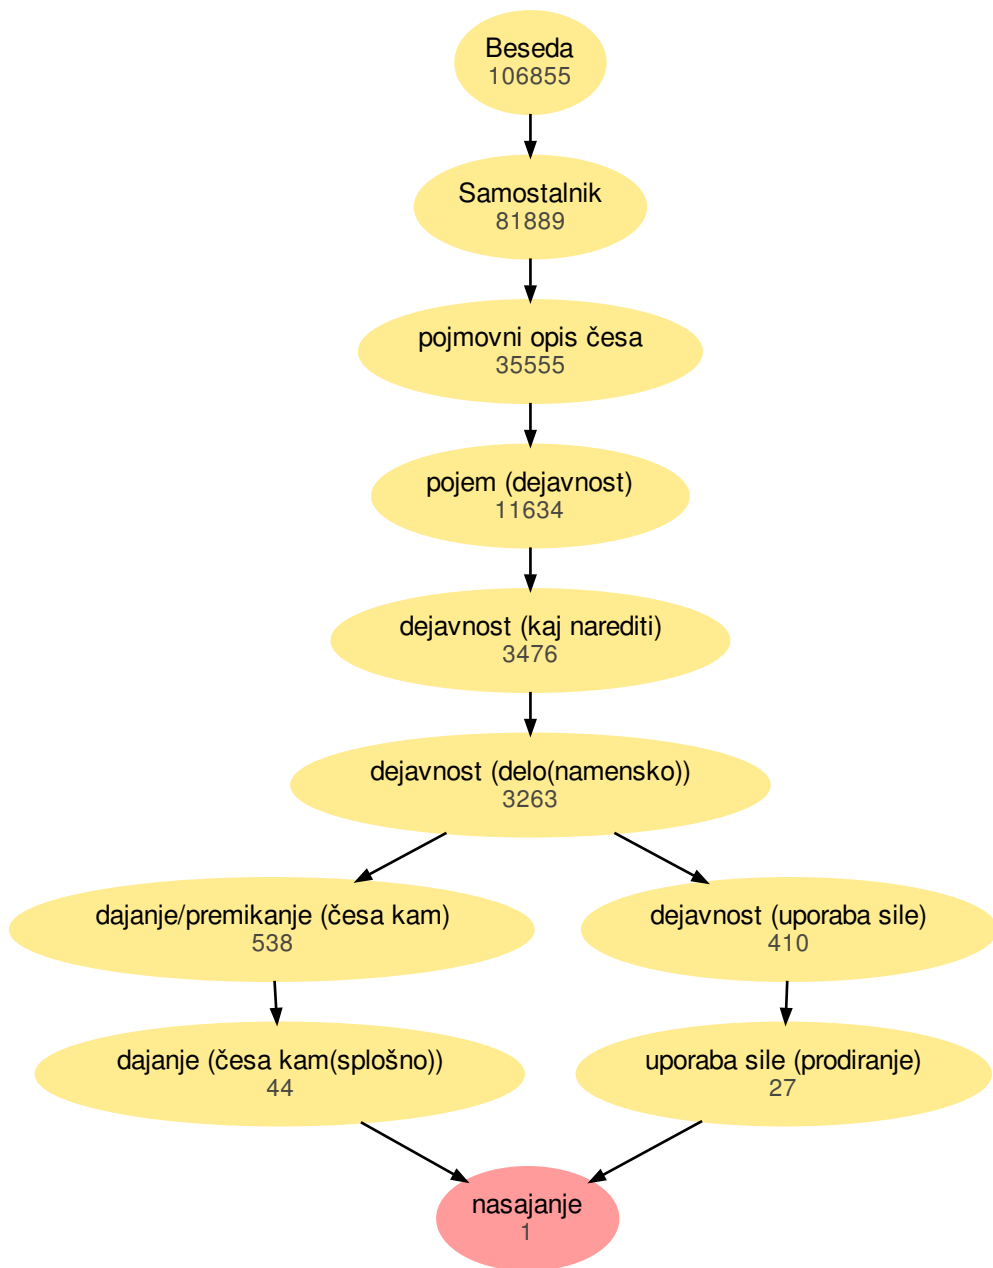 Beseda
106855
Samostalnik
81889
pojmovni opis česa
35555
pojem (dejavnost)
11634
dejavnost (kaj narediti)
3476
dejavnost (delo(namensko))
3263
dajanje/premikanje (česa kam)
538
dejavnost (uporaba sile)
410
dajanje (česa kam(splošno))
44
uporaba sile (prodiranje)
27
nasajanje
1